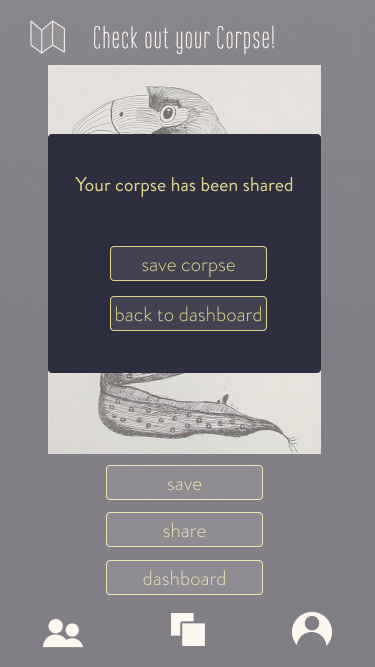 Check out your Corpse!
Your corpse has been shared
save corpse
back to dashboard
save
share
dashboard